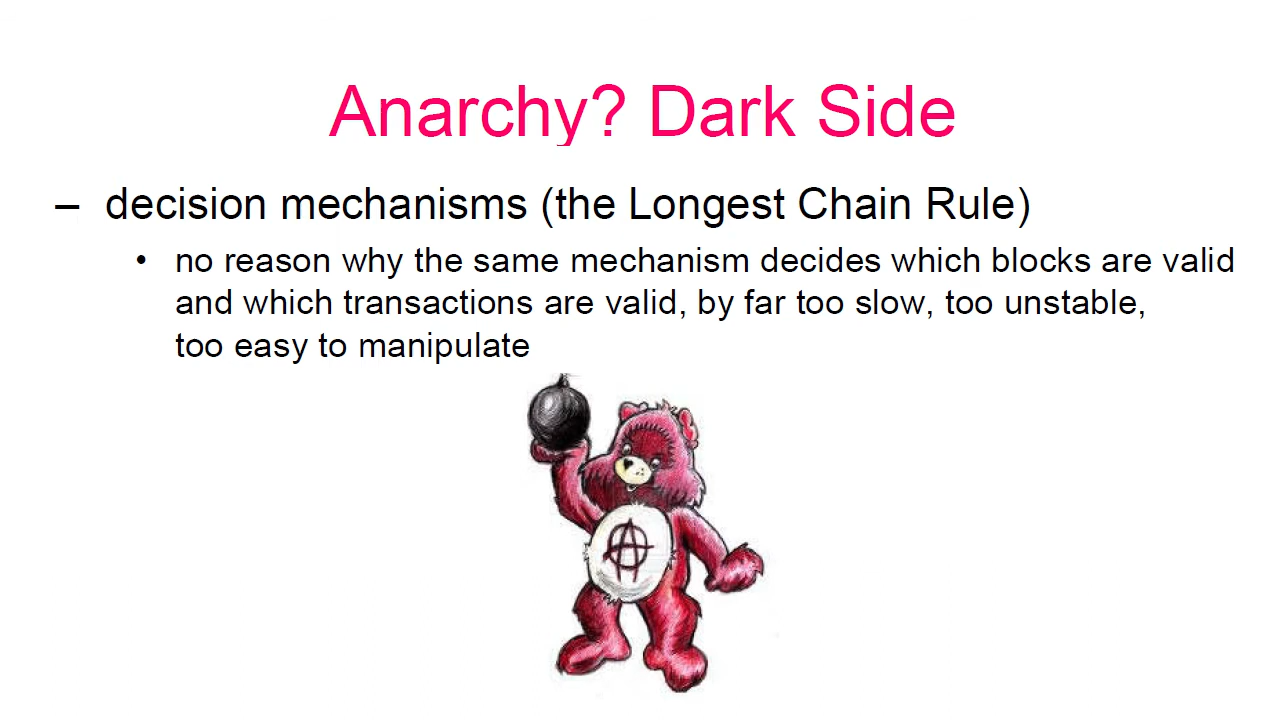 Anarchy? Dark Side
– decision mechanisms (the Longest Chain Rule)
• no reason why the same mechanism decides which blocks are valid
and which transactions are valid, by far too slow, too unstable,
too easy to manipulate